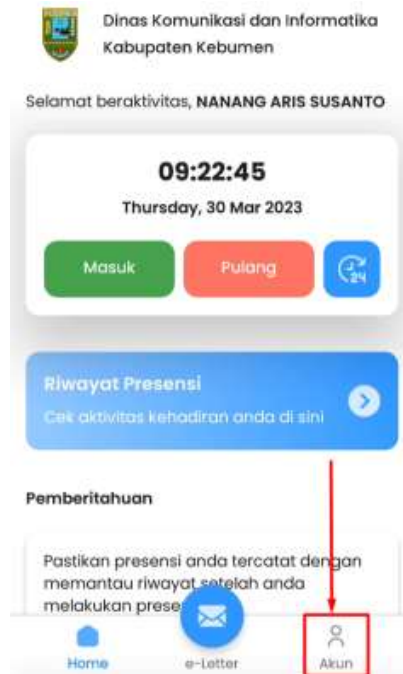 Dinas Komunikasi dan Informatika
Kabupaten Kebumen
Selamat beraktivitas, NANANG ARIS SUSANTO
09:22:45
Thursday, 30 Mar 2023
Masuk
Pulang
24
Riwayat Presensi
Cek aktivitas kehadiran anda di sini
Pemberitahuan
Pastikan presensi anda tercatat dengan
memantau riwayat setelah anda
melakukan prese
Home
e-Letter
Akun